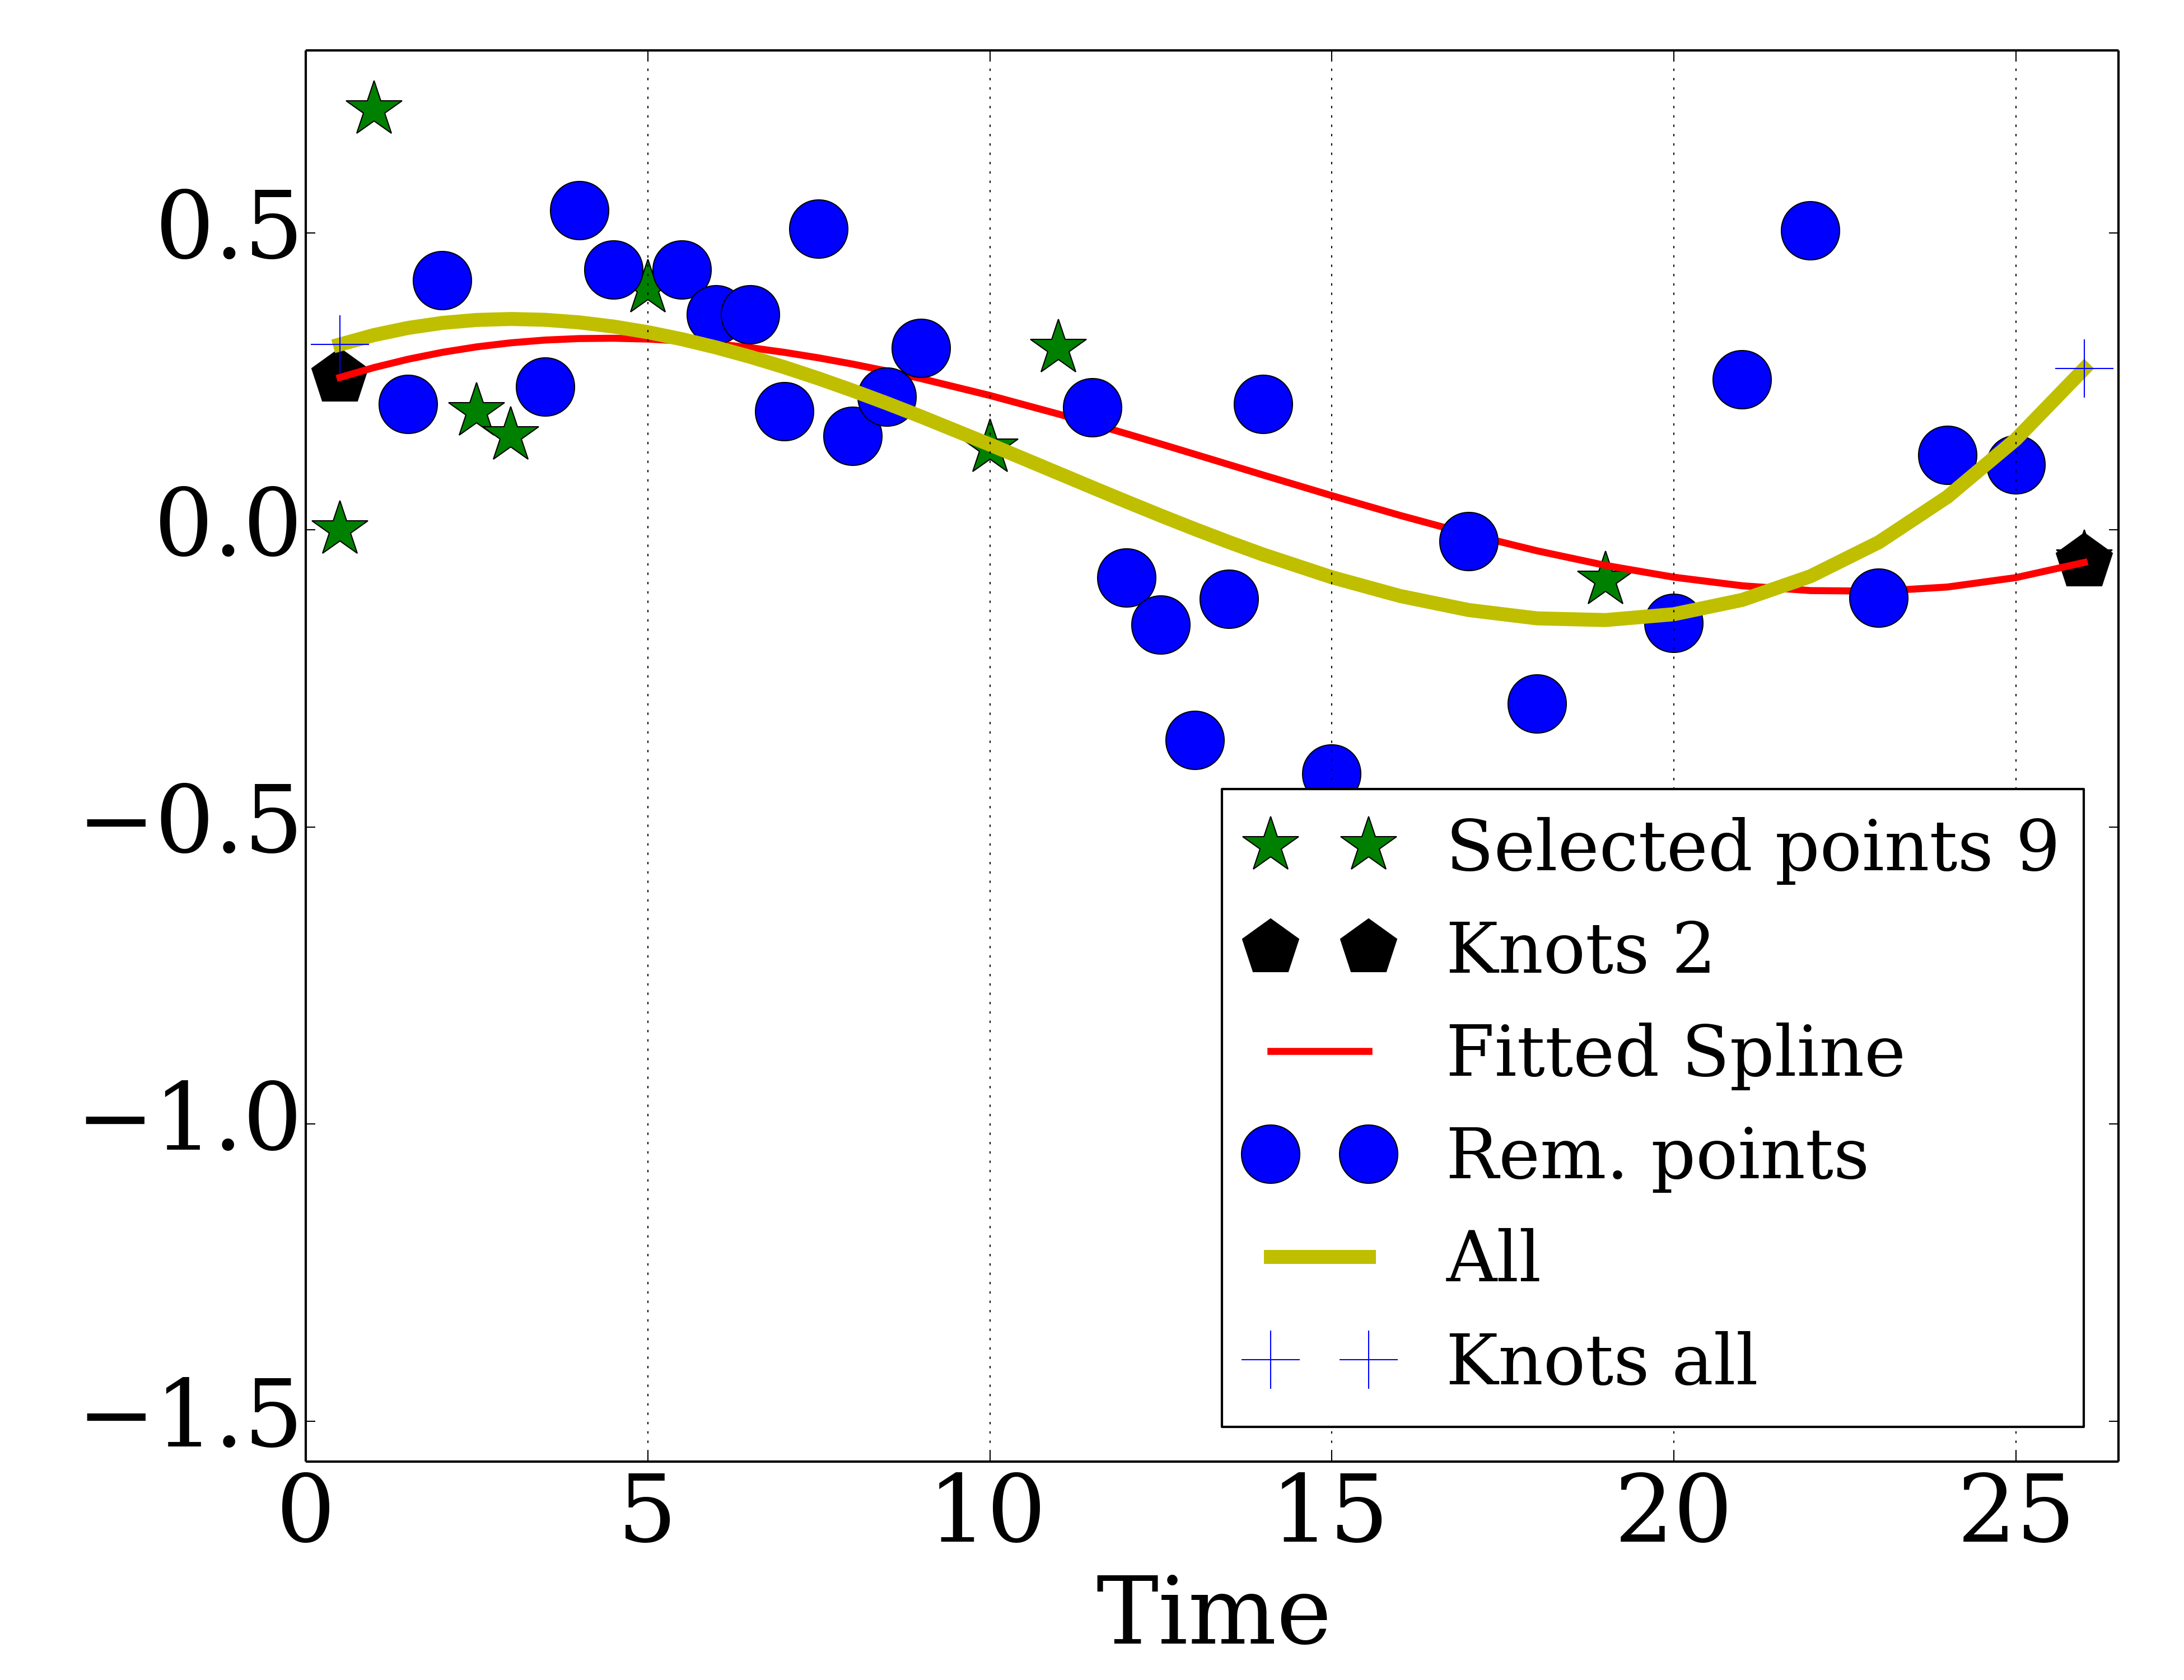 0.5
0.0
−0.5
−1.0
−1.5
Selected points 9
Knots 2
Fitted Spline
Rem. points
All
Knots all
0 5 10 15 20 25
Time